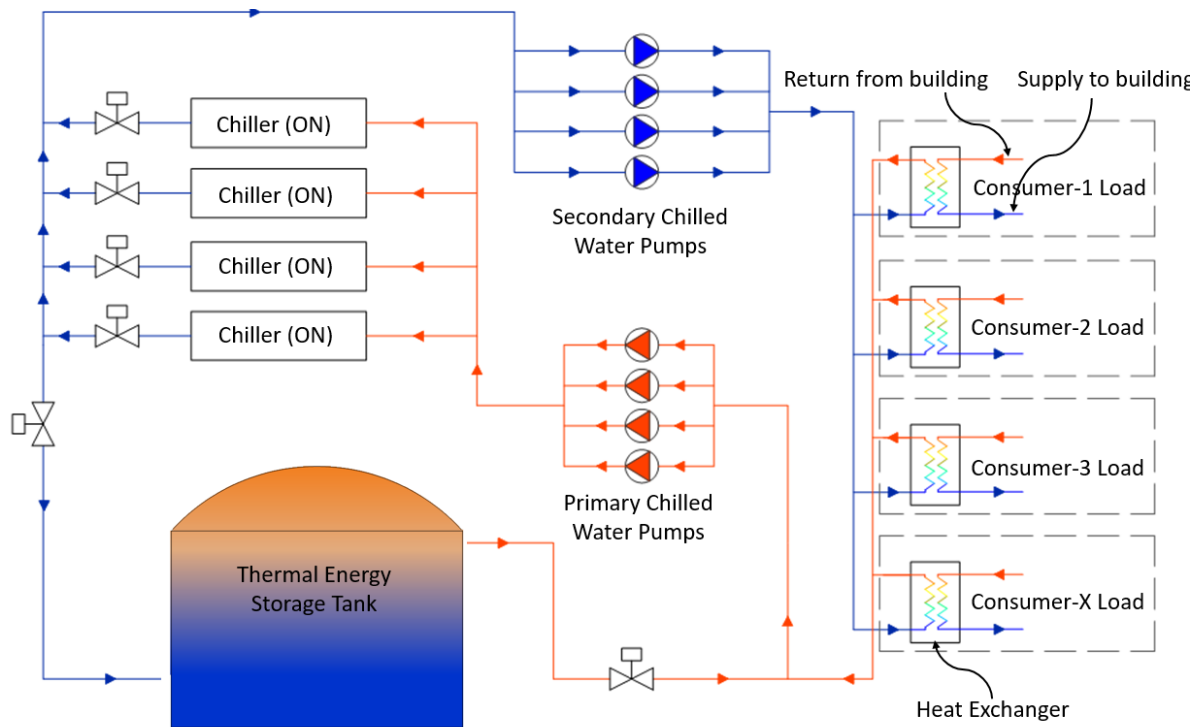 Return from building
Supply to building
Chiller (ON)
Chiller (ON)
Chiller (ON)
Chiller (ON)
Secondary Chilled
Water Pumps
Consumer-1 Load
Consumer-2 Load
Consumer-3 Load
Consumer-X Load
Primary Chilled
Water Pumps
Thermal Energy
Storage Tank
Heat Exchanger